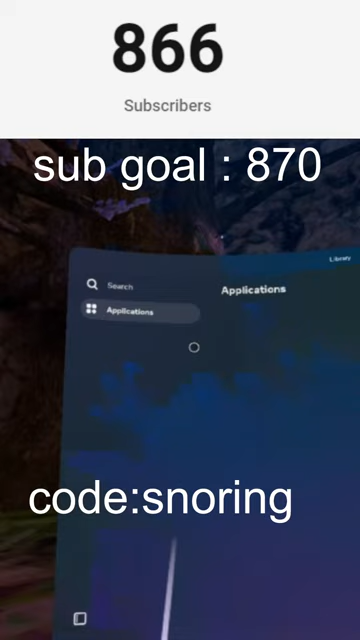 866
Subscribers
sub goal : 870
Library
Search
Applications
Applications
code:snoring